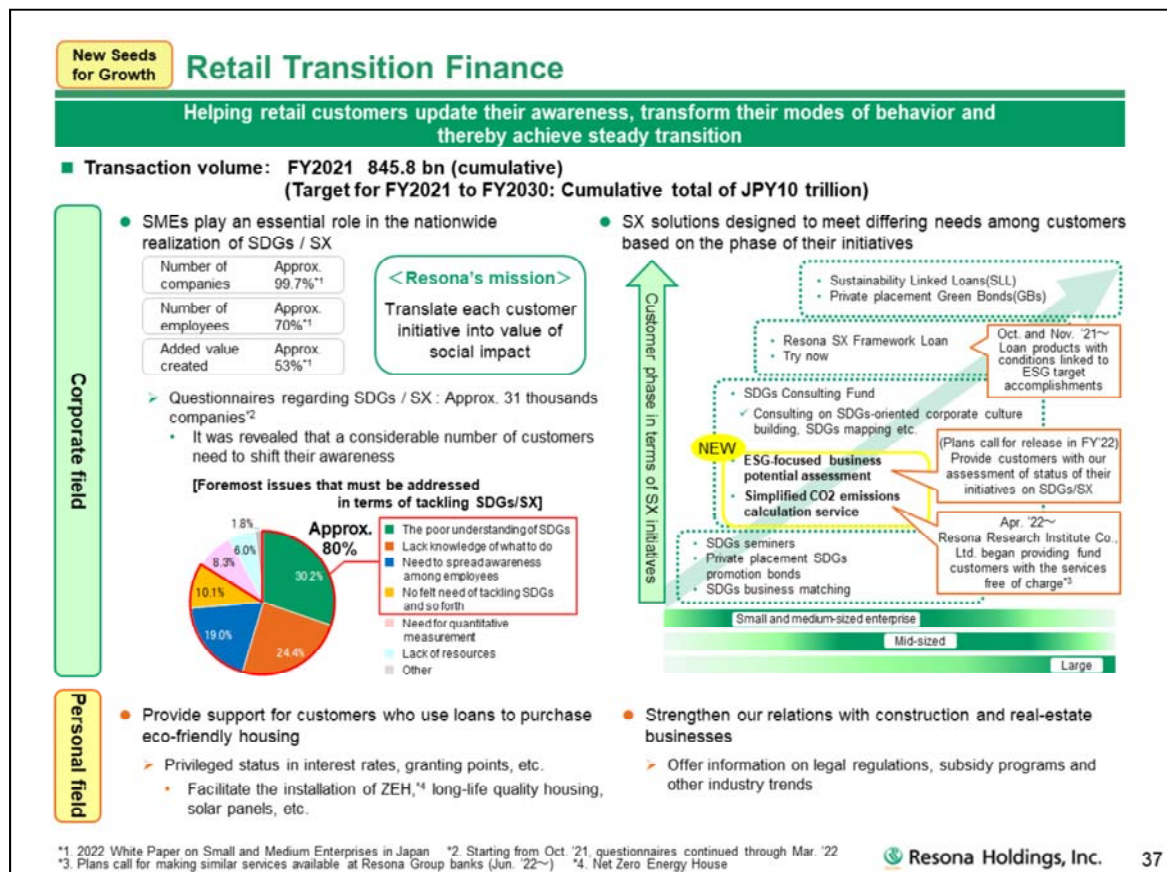 New Seeds
for Growth
Retail Transition Finance
Helping retail customers update their awareness, transform their modes of behavior and
thereby achieve steady transition
■ Transaction volume: FY2021 845.8 bn (cumulative)
(Target for FY2021 to FY2030: Cumulative total of JPY10 trillion)
Corporate field
● SMEs play an essential role in the nationwide
realization of SDGs / SX
Number of companies Approx. 99.7%*1
Number of employees Approx. 70%*1
Added value created Approx. 53%*1
<Resona's mission>
Translate each customer
initiative into value of
social impact
➢ Questionnaires regarding SDGs / SX : Approx. 31 thousands
companies*2
• It was revealed that a considerable number of customers
need to shift their awareness
[Foremost issues that must be addressed
in terms of tackling SDGs/SX]
Approx.
80%
1.8%
6.0%
8.3%
10.1%
19.0%
24.4%
30.2%
The poor understanding of SDGs
Lack knowledge of what to do
Need to spread awareness
among employees
No felt need of tackling SDGs
and so forth
Need for quantitative
measurement
Lack of resources
Other
● SX solutions designed to meet differing needs among customers
based on the phase of their initiatives
Customer phase in terms of SX initiatives
• Sustainability Linked Loans(SLL)
• Private placement Green Bonds(GBs)
• Resona SX Framework Loan
• Try now
Oct. and Nov. '21~
Loan products with
conditions linked to
ESG target
accomplishments
• SDGs Consulting Fund
✓ Consulting on SDGs-oriented corporate culture
building, SDGs mapping etc.
NEW
• ESG-focused business
potential assessment
• Simplified CO2 emissions
calculation service
(Plans call for release in FY'22)
Provide customers with our
assessment of status of their
initiatives on SDGs/SX
Apr. '22~
Resona Research Institute Co.,
Ltd. began providing fund
customers with the services
free of charge*3
• SDGs seminers
• Private placement SDGs
promotion bonds
• SDGs business matching
Small and medium-sized enterprise
Mid-sized
Large
Personal field
● Provide support for customers who use loans to purchase
eco-friendly housing
➢ Privileged status in interest rates, granting points, etc.
• Facilitate the installation of ZEH,*4 long-life quality housing,
solar panels, etc.
● Strengthen our relations with construction and real-estate
businesses
➢ Offer information on legal regulations, subsidy programs and
other industry trends
*1. 2022 White Paper on Small and Medium Enterprises in Japan *2. Starting from Oct. '21, questionnaires continued through Mar. '22
*3. Plans call for making similar services available at Resona Group banks (Jun. '22~) *4. Net Zero Energy House
Resona Holdings, Inc.
37